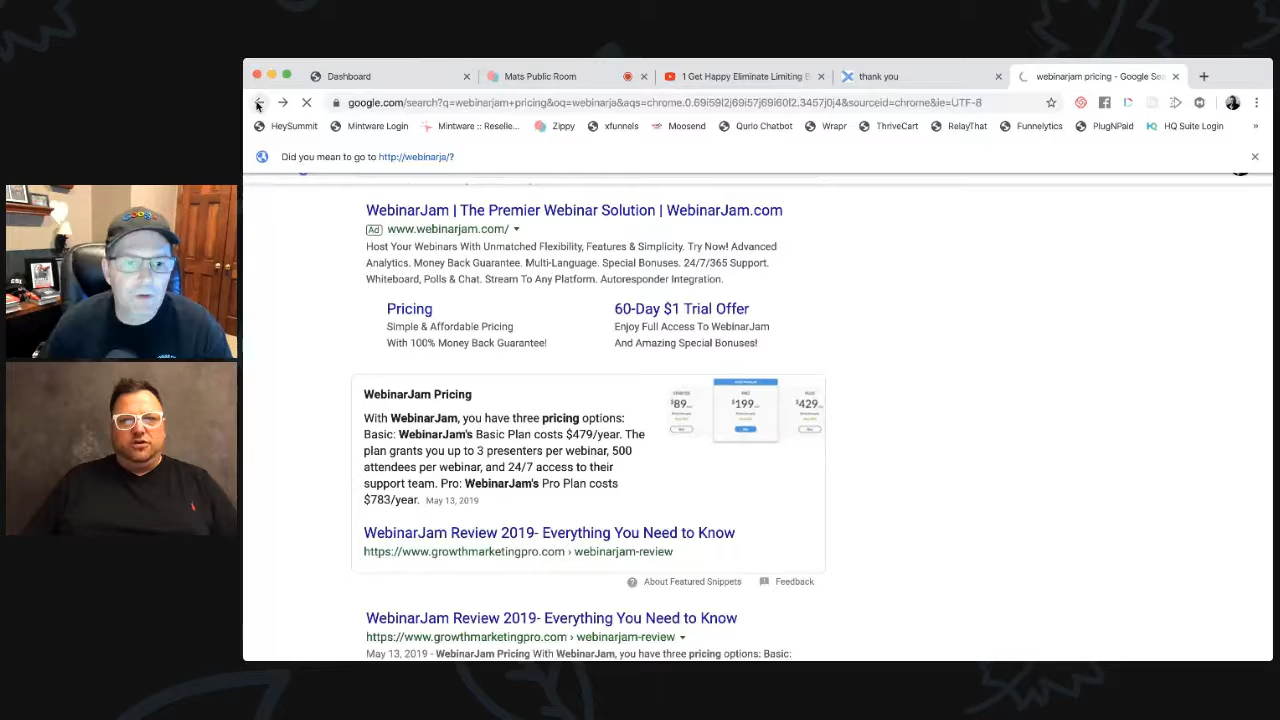 Dashboard
Mats Public Room
1 Get Happy Eliminate Limiting B
thank you
webinarjam pricing - Google Sea
google.com/search?q=webinarjam+pricing&oq=webinarja&aqs=chrome.0.69i59l2j69i57j69i60l2.3457j0j4&sourceid=chrome&ie=UTF-8
HeySummit
Mintware Login
Mintware :: Reselle...
Zippy
xfunnels
Moosend
Qurio Chatbot
Wrapr
ThriveCart
RelayThat
Funnelytics
PlugNPaid
HQ Suite Login
»
Did you mean to go to http://webinarja/?
WebinarJam | The Premier Webinar Solution | WebinarJam.com
Ad www.webinarjam.com/
Host Your Webinars With Unmatched Flexibility, Features & Simplicity. Try Now! Advanced
Analytics. Money Back Guarantee. Multi-Language. Special Bonuses. 24/7/365 Support.
Whiteboard, Polls & Chat. Stream To Any Platform. Autoresponder Integration.
Pricing
Simple & Affordable Pricing
With 100% Money Back Guarantee!
60-Day $1 Trial Offer
Enjoy Full Access To WebinarJam
And Amazing Special Bonuses!
WebinarJam Pricing
With WebinarJam, you have three pricing options:
Basic: WebinarJam's Basic Plan costs $479/year. The
plan grants you up to 3 presenters per webinar, 500
attendees per webinar, and 24/7 access to their
support team. Pro: WebinarJam's Pro Plan costs
$783/year. May 13, 2019
$89
$199
$429
WebinarJam Review 2019- Everything You Need to Know
https://www.growthmarketingpro.com › webinarjam-review
About Featured Snippets
Feedback
WebinarJam Review 2019- Everything You Need to Know
https://www.growthmarketingpro.com › webinarjam-review
May 13, 2019 - WebinarJam Pricing With WebinarJam, you have three pricing options: Basic:
Google